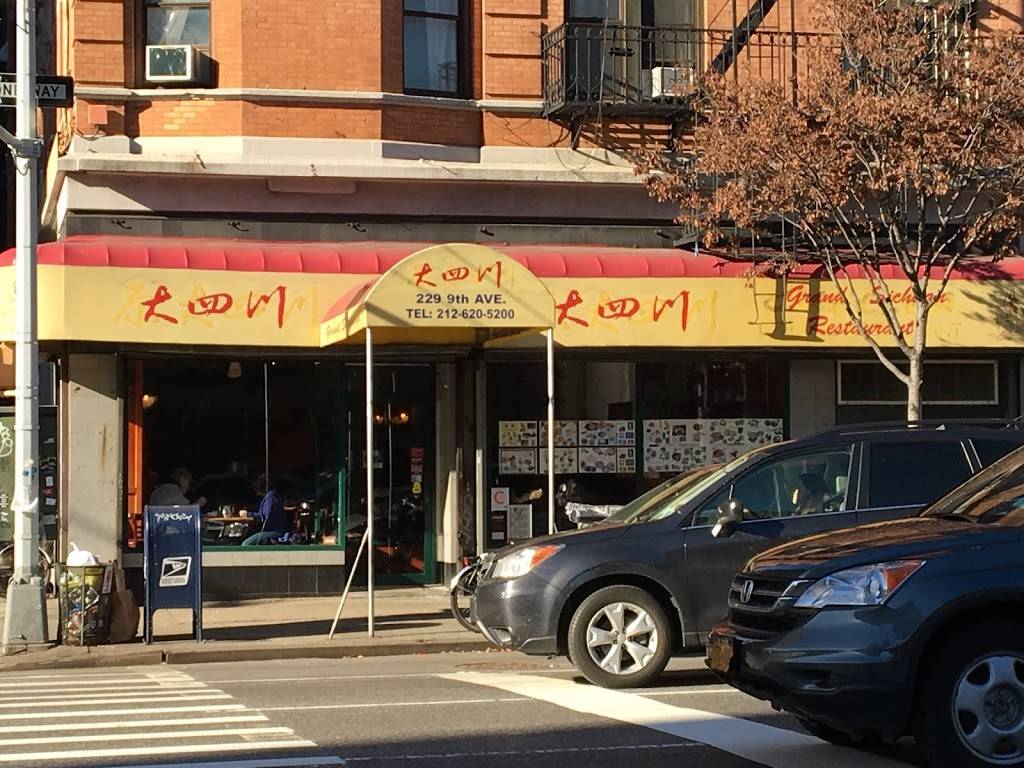 ONE WAY
大四川
大四川
229 9th AVE.
TEL: 212-620-5200
大四川
Grand Sichuan
Restaurant
C